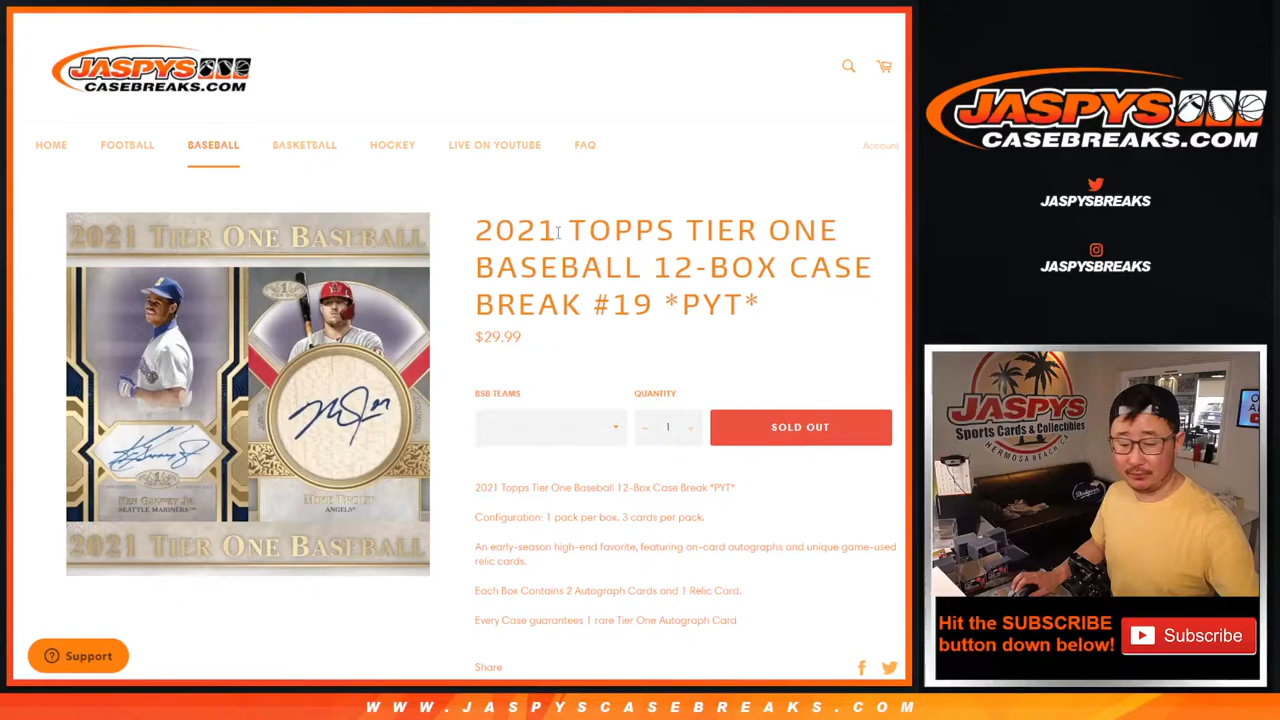 JASPYS
CASEBREAKS.COM
HOME
FOOTBALL
BASEBALL
BASKETBALL
HOCKEY
LIVE ON YOUTUBE
FAQ
Account
2021 TIER ONE BASEBALL
KEN GRIFFEY JR.
SEATTLE MARINERS™
MIKE TROUT
ANGELS®
2021 TIER ONE BASEBALL
2021 TOPPS TIER ONE
BASEBALL 12-BOX CASE
BREAK #19 *PYT*
$29.99
BSB TEAMS
QUANTITY
1
SOLD OUT
2021 Topps Tier One Baseball 12-Box Case Break *PYT*
Configuration: 1 pack per box. 3 cards per pack.
An early-season high-end favorite, featuring on-card autographs and unique game-used
relic cards.
Each Box Contains 2 Autograph Cards and 1 Relic Card.
Every Case guarantees 1 rare Tier One Autograph Card
Share
Support
JASPYS
CASEBREAKS.COM
JASPYSBREAKS
JASPYSBREAKS
JASPYS
Sports Cards & Collectibles
HERMOSA BEACH CA
Dodgers
Hit the SUBSCRIBE
button down below!
Subscribe
WWW.JASPYSCASEBREAKS.COM